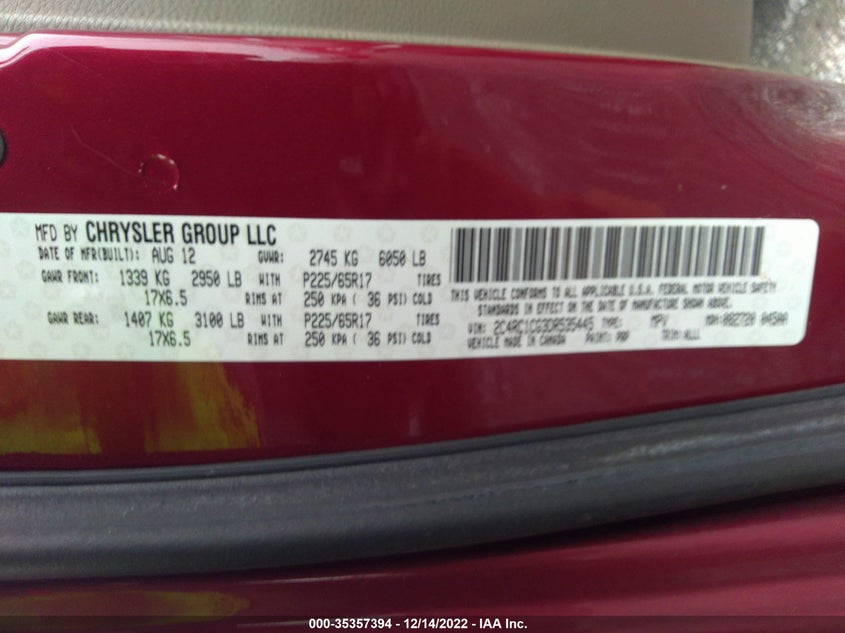 MFD BY CHRYSLER GROUP LLC
DATE OF MFR(BUILT): AUG 12 GVWR: 2745 KG 6050 LB
GAWR FRONT: 1339 KG 2950 LB WITH P225/65R17 TIRES
17X6.5 RIMS AT 250 KPA ( 36 PSI) COLD
GAWR REAR: 1407 KG 3100 LB WITH P225/65R17 TIRES
17X6.5 RIMS AT 250 KPA ( 36 PSI) COLD
THIS VEHICLE CONFORMS TO ALL APPLICABLE U.S.A. FEDERAL MOTOR VEHICLE SAFETY
STANDARDS IN EFFECT ON THE DATE OF MANUFACTURE SHOWN ABOVE.
VIN: 2C4RC1CG3DR535445 TYPE: MPV MDH: 082720 045AA
VEHICLE MADE IN CANADA PAINT: PRP TRIM:
000-35357394 - 12/14/2022 - IAA Inc.